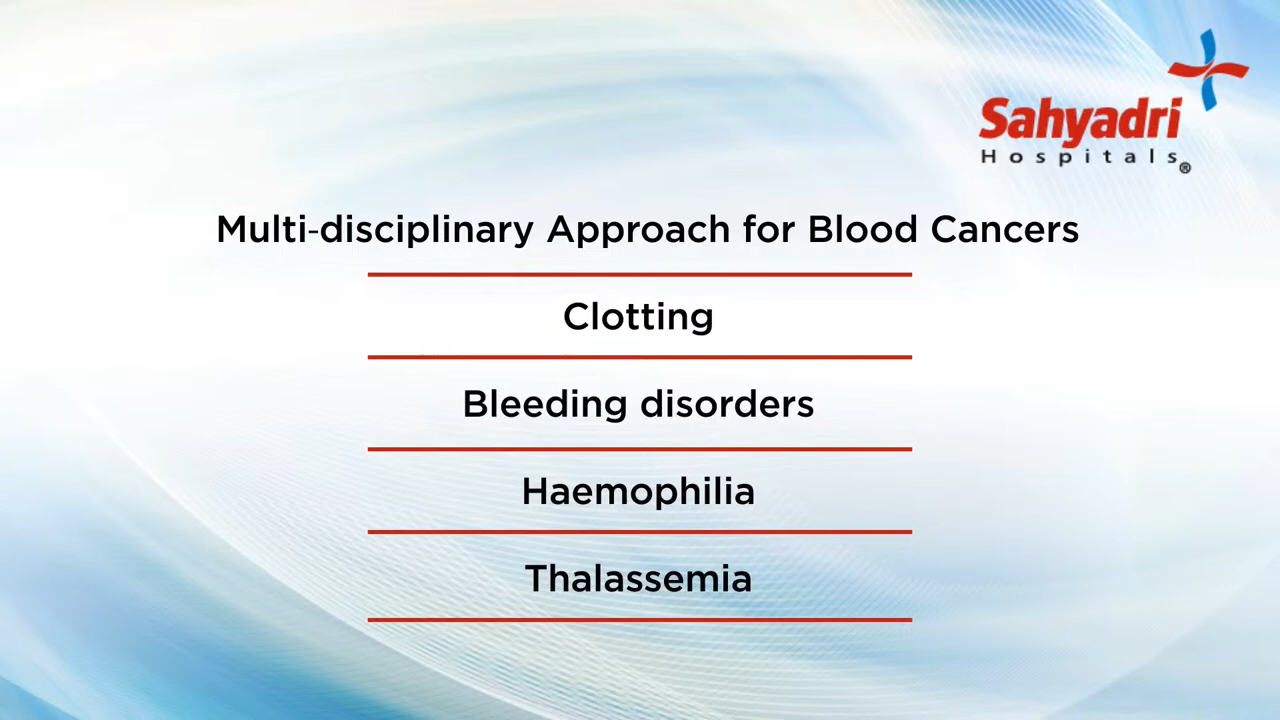 Sahyadri
Hospitals®
Multi-disciplinary Approach for Blood Cancers
Clotting
Bleeding disorders
Haemophilia
Thalassemia